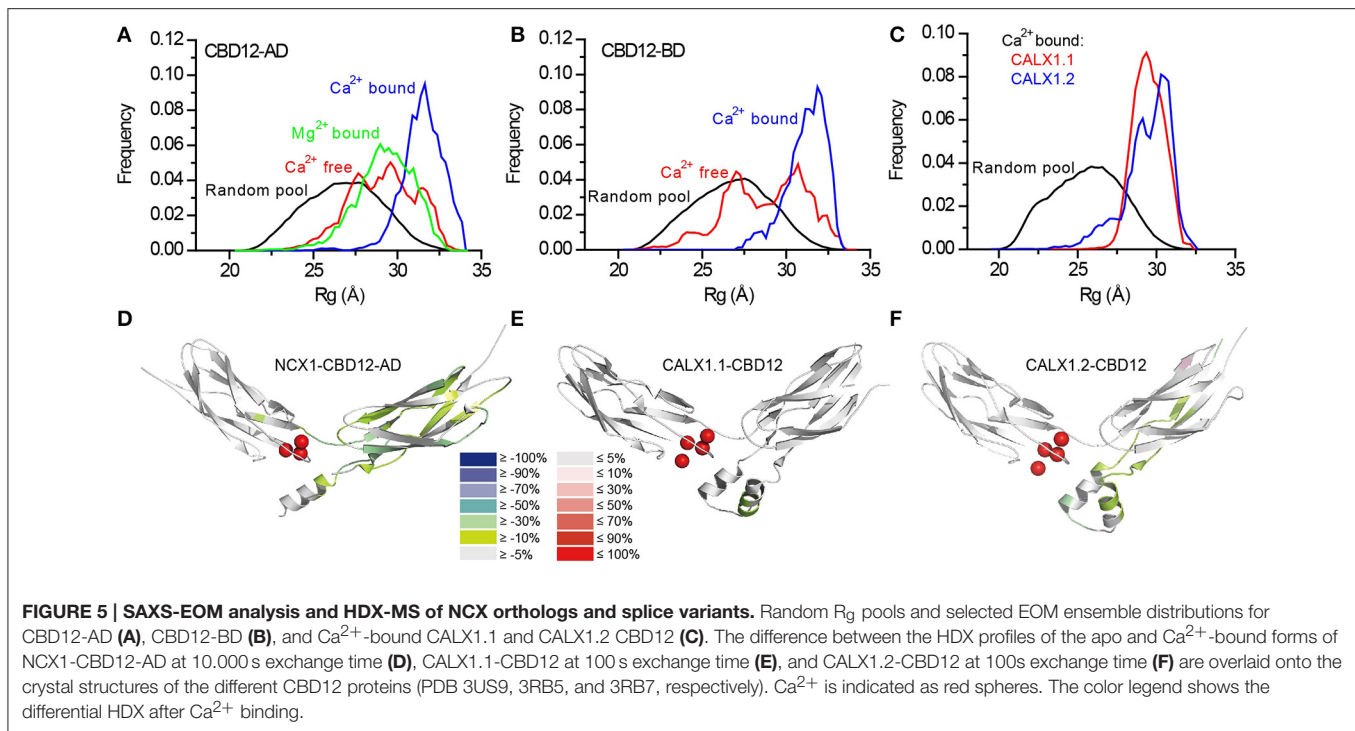 A
CBD12-AD
0.12
0.10
0.08
0.06
0.04
0.02
0.00
Frequency
Ca²⁺ bound
Mg²⁺ bound
Ca²⁺ free
Random pool
20 25 30 35
Rg (Å)
B
CBD12-BD
0.12
0.10
0.08
0.06
0.04
0.02
0.00
Frequency
Ca²⁺ bound
Ca²⁺ free
Random pool
20 25 30 35
Rg (Å)
C
Ca²⁺ bound:
CALX1.1
CALX1.2
0.10
0.08
0.06
0.04
0.02
0.00
Frequency
Random pool
20 25 30 35
Rg (Å)
D
NCX1-CBD12-AD
E
CALX1.1-CBD12
F
CALX1.2-CBD12
≥ -100% ≤ 5%
≥ -90% ≤ 10%
≥ -70% ≤ 30%
≥ -50% ≤ 50%
≥ -30% ≤ 70%
≥ -10% ≤ 90%
≥ -5% ≤ 100%
FIGURE 5 | SAXS-EOM analysis and HDX-MS of NCX orthologs and splice variants. Random Rg pools and selected EOM ensemble distributions for
CBD12-AD (A), CBD12-BD (B), and Ca²⁺-bound CALX1.1 and CALX1.2 CBD12 (C). The difference between the HDX profiles of the apo and Ca²⁺-bound forms of
NCX1-CBD12-AD at 10.000 s exchange time (D), CALX1.1-CBD12 at 100 s exchange time (E), and CALX1.2-CBD12 at 100s exchange time (F) are overlaid onto the
crystal structures of the different CBD12 proteins (PDB 3US9, 3RB5, and 3RB7, respectively). Ca²⁺ is indicated as red spheres. The color legend shows the
differential HDX after Ca²⁺ binding.